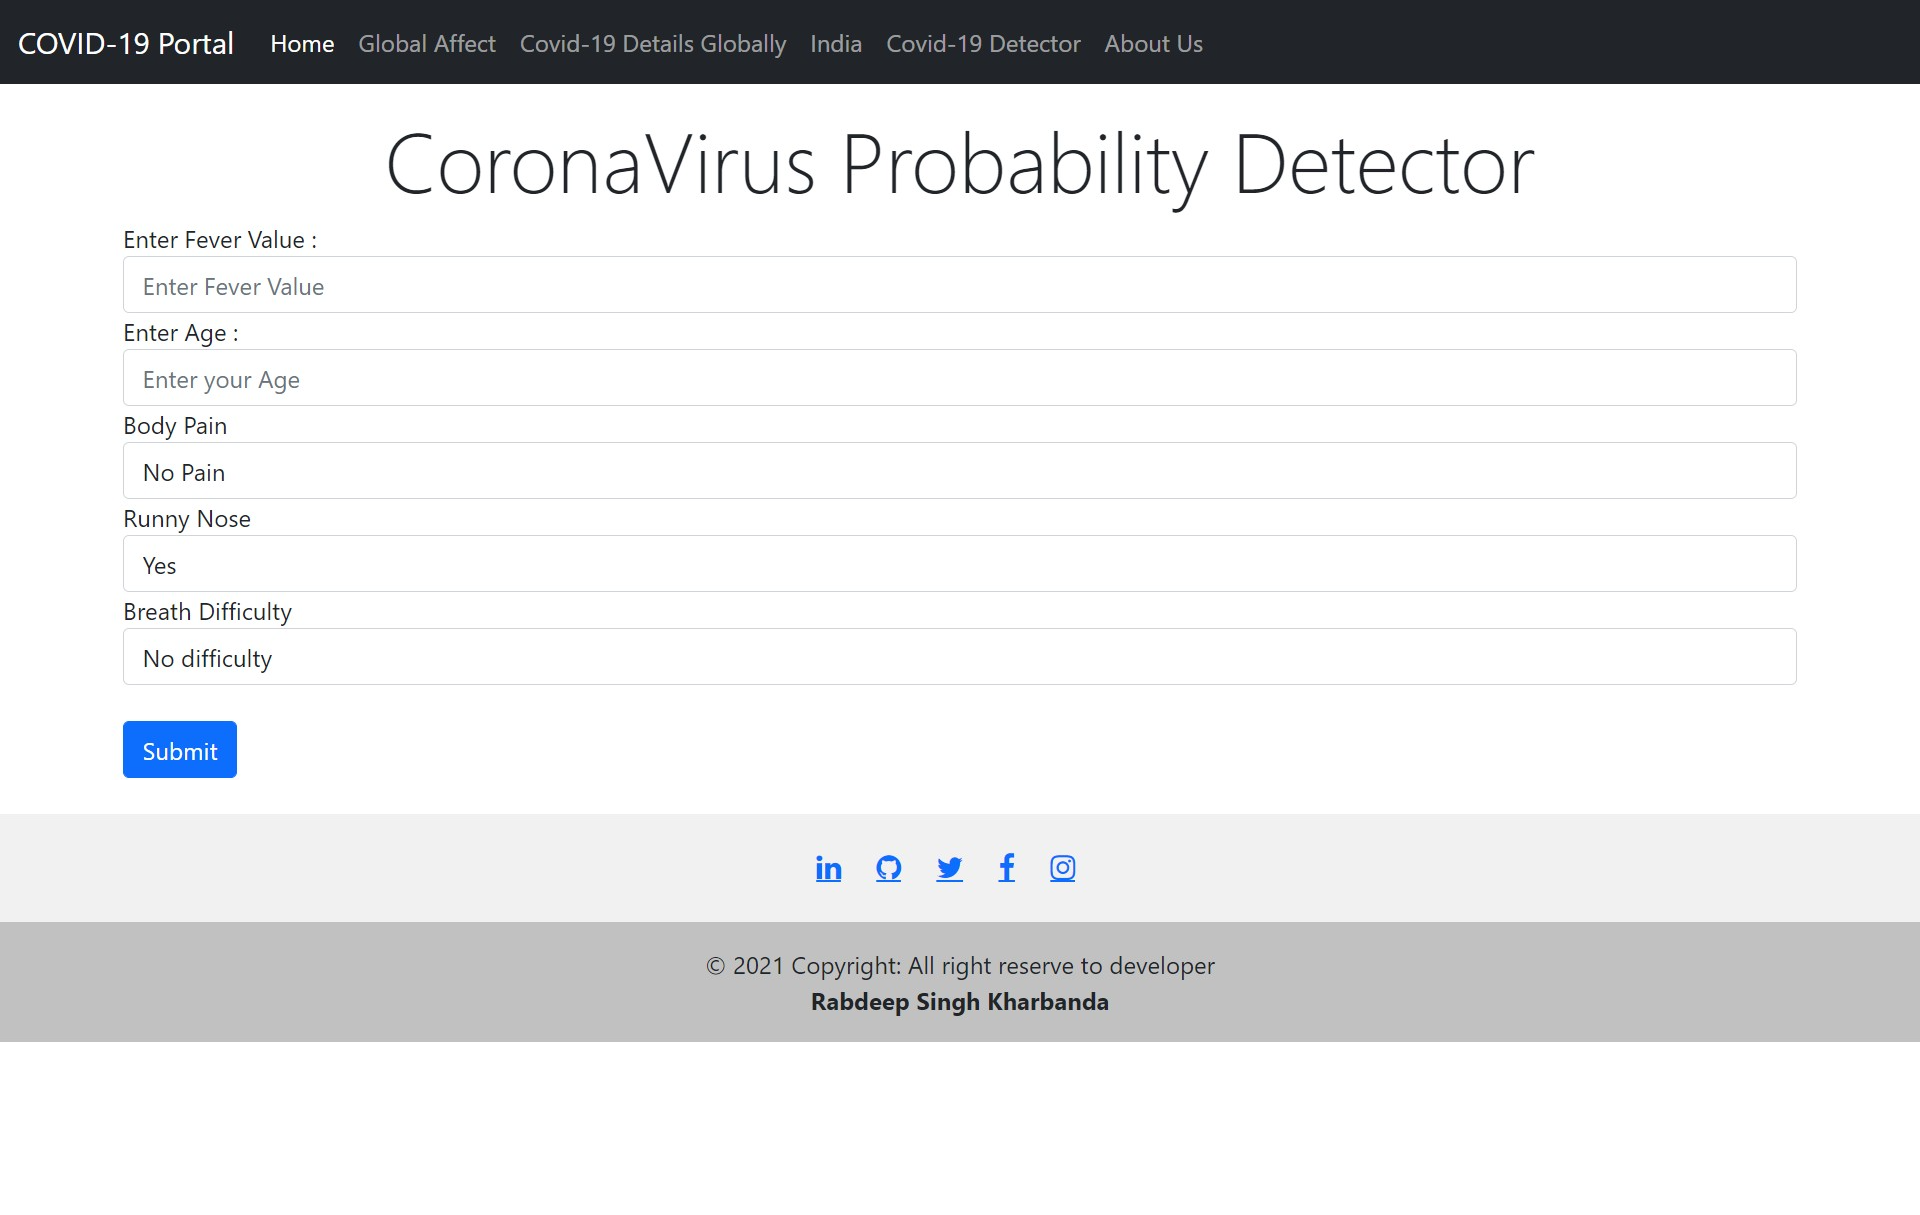 COVID-19 Portal Home Global Affect Covid-19 Details Globally India Covid-19 Detector About Us
CoronaVirus Probability Detector
Enter Fever Value :
Enter Fever Value
Enter Age :
Enter your Age
Body Pain
No Pain
Runny Nose
Yes
Breath Difficulty
No difficulty
Submit
© 2021 Copyright: All right reserve to developer
Rabdeep Singh Kharbanda